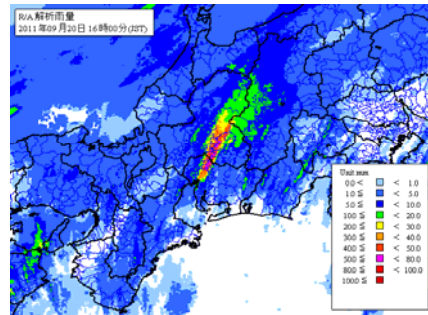 R/A 解析雨量
2011年09月20日 16時00分(JST)
Unit:mm
0.0 < < 1.0
1.0 ≦ < 5.0
5.0 ≦ < 10.0
10.0 ≦ < 20.0
20.0 ≦ < 30.0
30.0 ≦ < 40.0
40.0 ≦ < 50.0
50.0 ≦ < 80.0
80.0 ≦ < 100.0
100.0 ≦